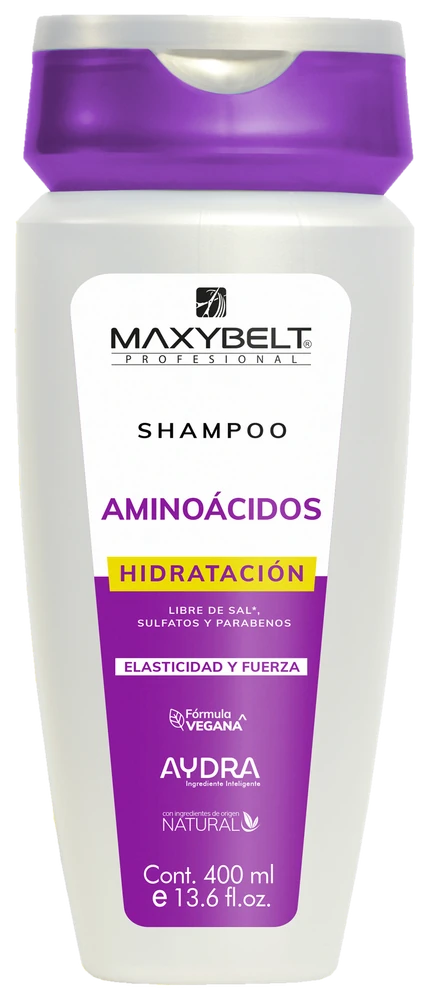 MAXYBELT®
PROFESIONAL
SHAMPOO
AMINOÁCIDOS
HIDRATACIÓN
LIBRE DE SAL*,
SULFATOS Y PARABENOS
ELASTICIDAD Y FUERZA
Fórmula
VEGANA^
AYDRA
Ingrediente Inteligente
con ingredientes de origen
NATURAL
Cont. 400 ml
e 13.6 fl.oz.